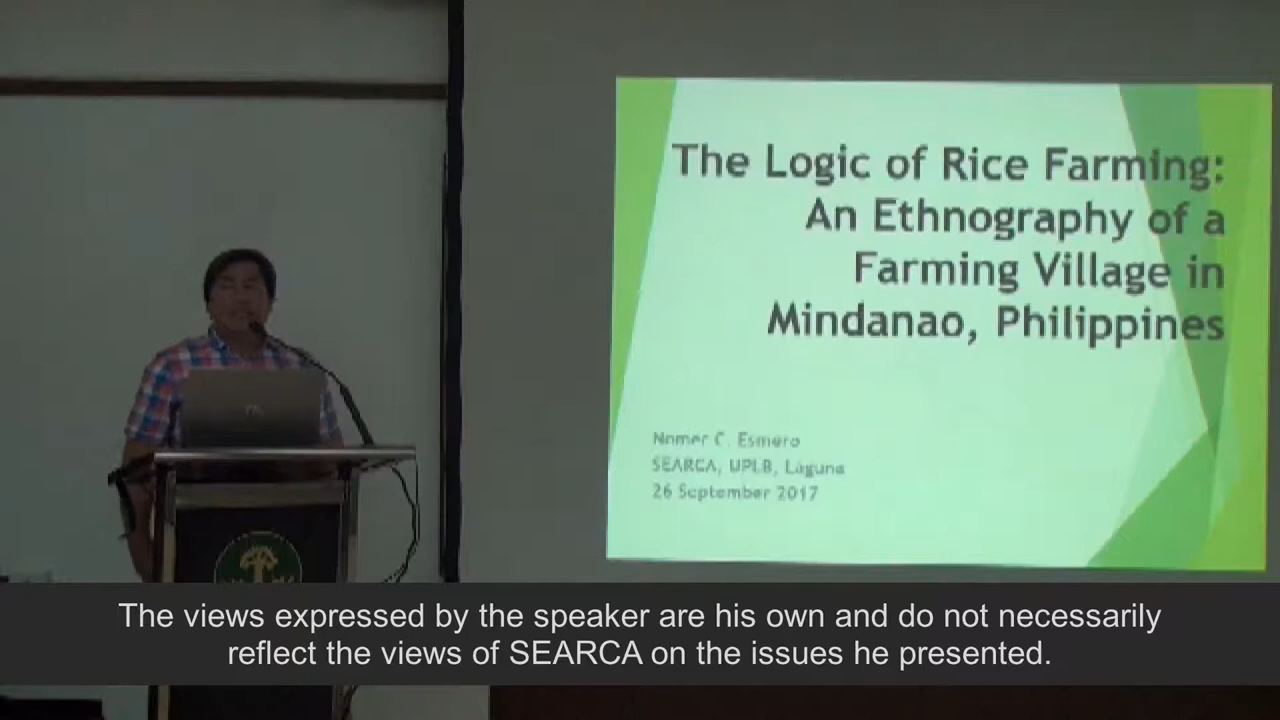 The Logic of Rice Farming:
An Ethnography of a
Farming Village in
Mindanao, Philippines
Nomer C. Esmero
SEARCA, UPLB, Laguna
26 September 2017
The views expressed by the speaker are his own and do not necessarily
reflect the views of SEARCA on the issues he presented.